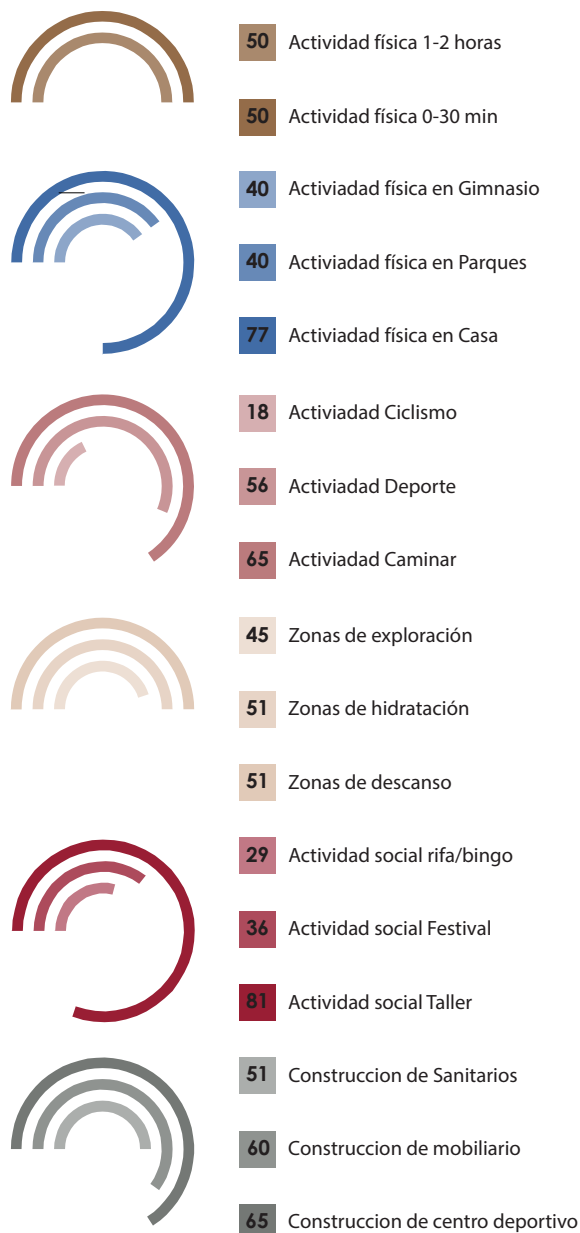 50 Actividad física 1-2 horas
50 Actividad física 0-30 min
40 Activiadad física en Gimnasio
40 Activiadad física en Parques
77 Activiadad física en Casa
18 Activiadad Ciclismo
56 Activiadad Deporte
65 Activiadad Caminar
45 Zonas de exploración
51 Zonas de hidratación
51 Zonas de descanso
29 Actividad social rifa/bingo
36 Actividad social Festival
81 Actividad social Taller
51 Construccion de Sanitarios
60 Construccion de mobiliario
65 Construccion de centro deportivo